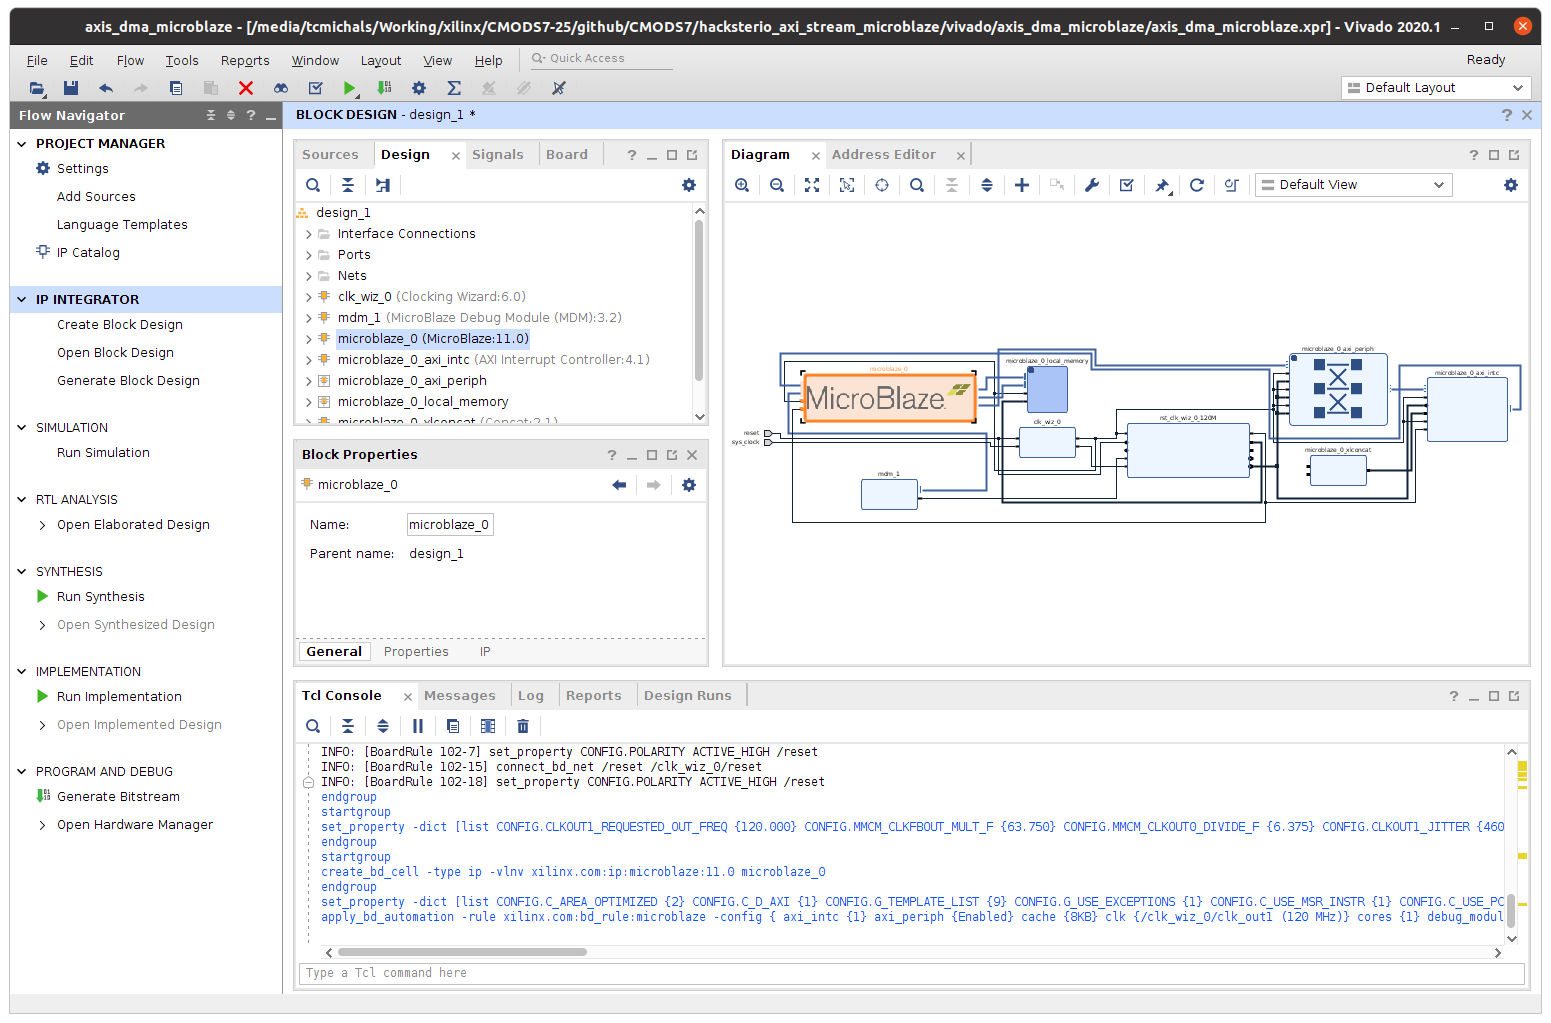 axis_dma_microblaze - [/media/tcmichals/Working/xilinx/CMODS7-25/github/CMODS7/hacksterio_axi_stream_microblaze/vivado/axis_dma_microblaze/axis_dma_microblaze.xpr] - Vivado 2020.1
File Edit Flow Tools Reports Window Layout View Help Quick Access
Ready
Default Layout
Flow Navigator
PROJECT MANAGER
Settings
Add Sources
Language Templates
IP Catalog
IP INTEGRATOR
Create Block Design
Open Block Design
Generate Block Design
SIMULATION
Run Simulation
RTL ANALYSIS
Open Elaborated Design
SYNTHESIS
Run Synthesis
Open Synthesized Design
IMPLEMENTATION
Run Implementation
Open Implemented Design
PROGRAM AND DEBUG
Generate Bitstream
Open Hardware Manager
BLOCK DESIGN - design_1 *
Sources Design Signals Board
design_1
Interface Connections
Ports
Nets
clk_wiz_0 (Clocking Wizard:6.0)
mdm_1 (MicroBlaze Debug Module (MDM):3.2)
microblaze_0 (MicroBlaze:11.0)
microblaze_0_axi_intc (AXI Interrupt Controller:4.1)
microblaze_0_axi_periph
microblaze_0_local_memory
microblaze_0_xlconcat (Concat:2.1)
Block Properties
microblaze_0
Name: microblaze_0
Parent name: design_1
General Properties IP
Diagram Address Editor
Default View
microblaze_0_axi_periph
microblaze_0_local_memory
microblaze_0
microblaze_0_axi_intc
MicroBlaze
rst_clk_wiz_0_120M
clk_wiz_0
reset
sys_clock
microblaze_0_xlconcat
mdm_1
Tcl Console Messages Log Reports Design Runs
INFO: [BoardRule 102-7] set_property CONFIG.POLARITY ACTIVE_HIGH /reset
INFO: [BoardRule 102-15] connect_bd_net /reset /clk_wiz_0/reset
INFO: [BoardRule 102-18] set_property CONFIG.POLARITY ACTIVE_HIGH /reset
endgroup
startgroup
set_property -dict [list CONFIG.CLKOUT1_REQUESTED_OUT_FREQ {120.000} CONFIG.MMCM_CLKFBOUT_MULT_F {63.750} CONFIG.MMCM_CLKOUT0_DIVIDE_F {6.375} CONFIG.CLKOUT1_JITTER {460
endgroup
startgroup
create_bd_cell -type ip -vlnv xilinx.com:ip:microblaze:11.0 microblaze_0
endgroup
set_property -dict [list CONFIG.C_AREA_OPTIMIZED {2} CONFIG.C_D_AXI {1} CONFIG.G_TEMPLATE_LIST {9} CONFIG.G_USE_EXCEPTIONS {1} CONFIG.C_USE_MSR_INSTR {1} CONFIG.C_USE_PC
apply_bd_automation -rule xilinx.com:bd_rule:microblaze -config { axi_intc {1} axi_periph {Enabled} cache {8KB} clk {/clk_wiz_0/clk_out1 (120 MHz)} cores {1} debug_modul
Type a Tcl command here